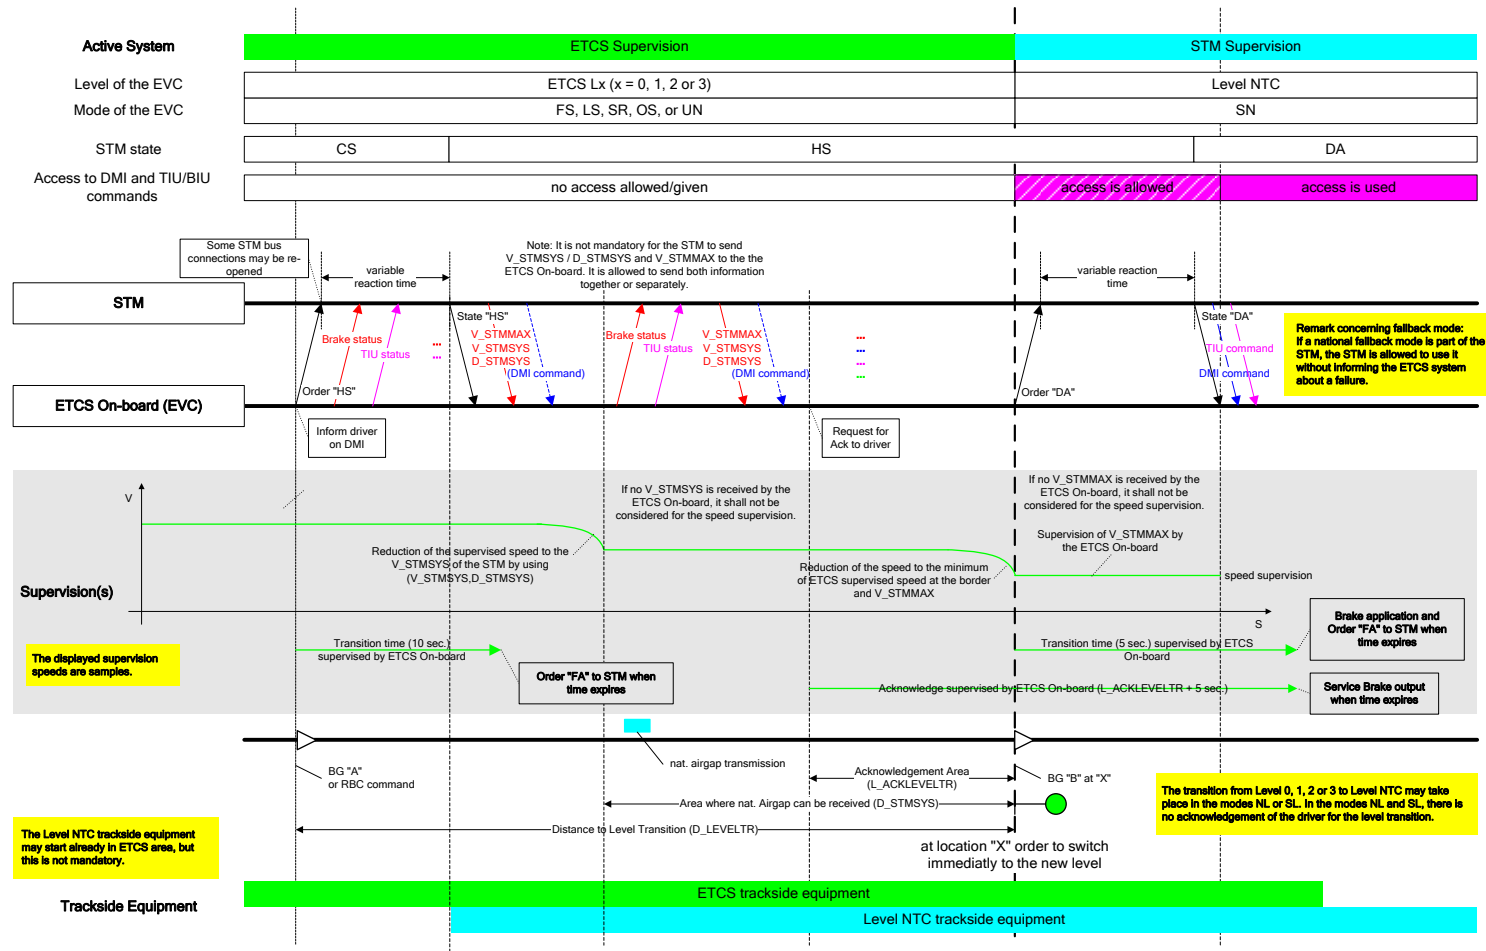 Active System
ETCS Supervision
STM Supervision
Level of the EVC
ETCS Lx (x = 0, 1, 2 or 3)
Level NTC
Mode of the EVC
FS, LS, SR, OS, or UN
SN
STM state
CS
HS
DA
Access to DMI and TIU/BIU
commands
no access allowed/given
access is allowed
access is used
Some STM bus
connections may be re-
opened
variable
reaction time
Note: It is not mandatory for the STM to send
V_STMSYS / D_STMSYS and V_STMMAX to the the
ETCS On-board. It is allowed to send both information
together or separately.
variable reaction
time
STM
Brake status
TIU status
...
...
State "HS"
V_STMMAX
V_STMSYS
D_STMSYS
(DMI command)
Brake status
TIU status
V_STMMAX
V_STMSYS
D_STMSYS
(DMI command)
...
...
...
...
State "DA"
TIU command
DMI command
Remark concerning fallback mode:
If a national fallback mode is part of the
STM, the STM is allowed to use it
without informing the ETCS system
about a failure.
Order "HS"
Order "DA"
ETCS On-board (EVC)
Inform driver
on DMI
Request for
Ack to driver
V
If no V_STMSYS is received by the
ETCS On-board, it shall not be
considered for the speed supervision.
If no V_STMMAX is received by the
ETCS On-board, it shall not be
considered for the speed supervision.
Reduction of the supervised speed to the
V_STMSYS of the STM by using
(V_STMSYS,D_STMSYS)
Reduction of the speed to the minimum
of ETCS supervised speed at the border
and V_STMMAX
Supervision of V_STMMAX by
the ETCS On-board
speed supervision
Supervision(s)
S
The displayed supervision
speeds are samples.
Transition time (10 sec.)
supervised by ETCS On-board
Order "FA" to STM when
time expires
Transition time (5 sec.) supervised by ETCS
On-board
Brake application and
Order "FA" to STM when
time expires
Acknowledge supervised by ETCS On-board (L_ACKLEVELTR + 5 sec.)
Service Brake output
when time expires
nat. airgap transmission
BG "A"
or RBC command
Acknowledgement Area
(L_ACKLEVELTR)
BG "B" at "X"
Area where nat. Airgap can be received (D_STMSYS)
Distance to Level Transition (D_LEVELTR)
The transition from Level 0, 1, 2 or 3 to Level NTC may take
place in the modes NL or SL. In the modes NL and SL, there is
no acknowledgement of the driver for the level transition.
The Level NTC trackside equipment
may start already in ETCS area, but
this is not mandatory.
at location "X" order to switch
immediatly to the new level
Trackside Equipment
ETCS trackside equipment
Level NTC trackside equipment